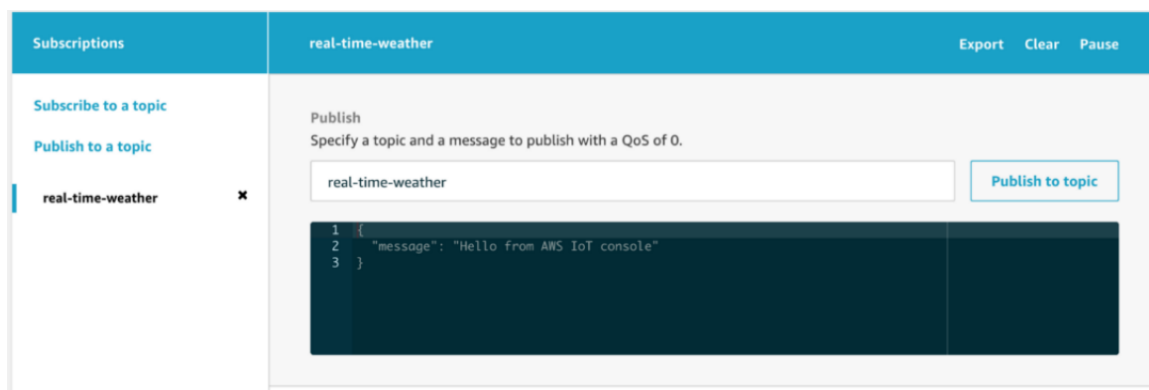 Subscriptions
real-time-weather
Export Clear Pause
Subscribe to a topic
Publish to a topic
real-time-weather ✖
Publish
Specify a topic and a message to publish with a QoS of 0.
real-time-weather
Publish to topic
1 {
2 "message": "Hello from AWS IoT console"
3 }